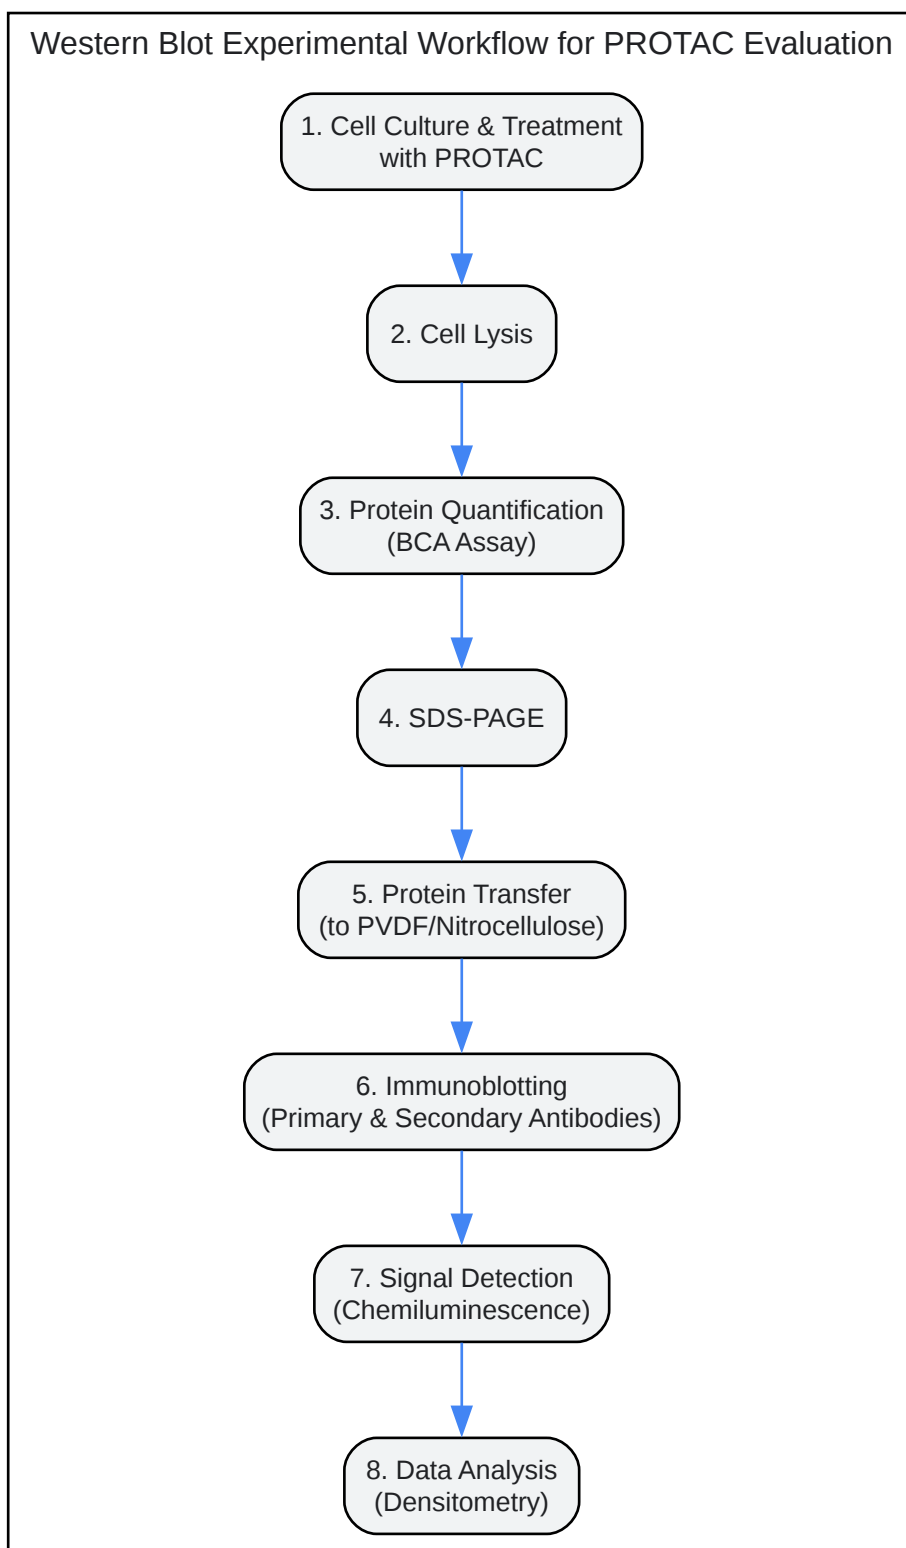 Western Blot Experimental Workflow for PROTAC Evaluation
1. Cell Culture & Treatment
with PROTAC
2. Cell Lysis
3. Protein Quantification
(BCA Assay)
4. SDS-PAGE
5. Protein Transfer
(to PVDF/Nitrocellulose)
6. Immunoblotting
(Primary & Secondary Antibodies)
7. Signal Detection
(Chemiluminescence)
8. Data Analysis
(Densitometry)